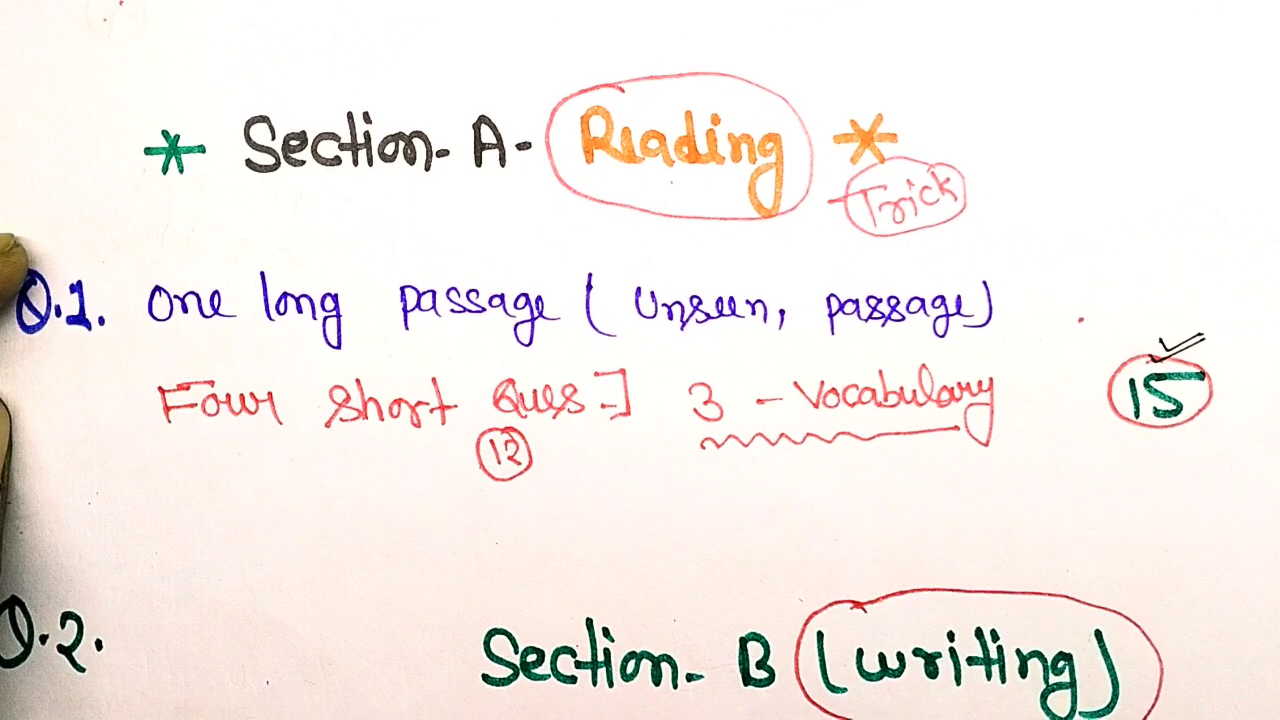 * Section- A- Reading *
Trick
Q.1. One long passage ( Unseen, passage)
Four Short Ques-] 3 - Vocabulary 15
12
Q.2. Section- B (writing)